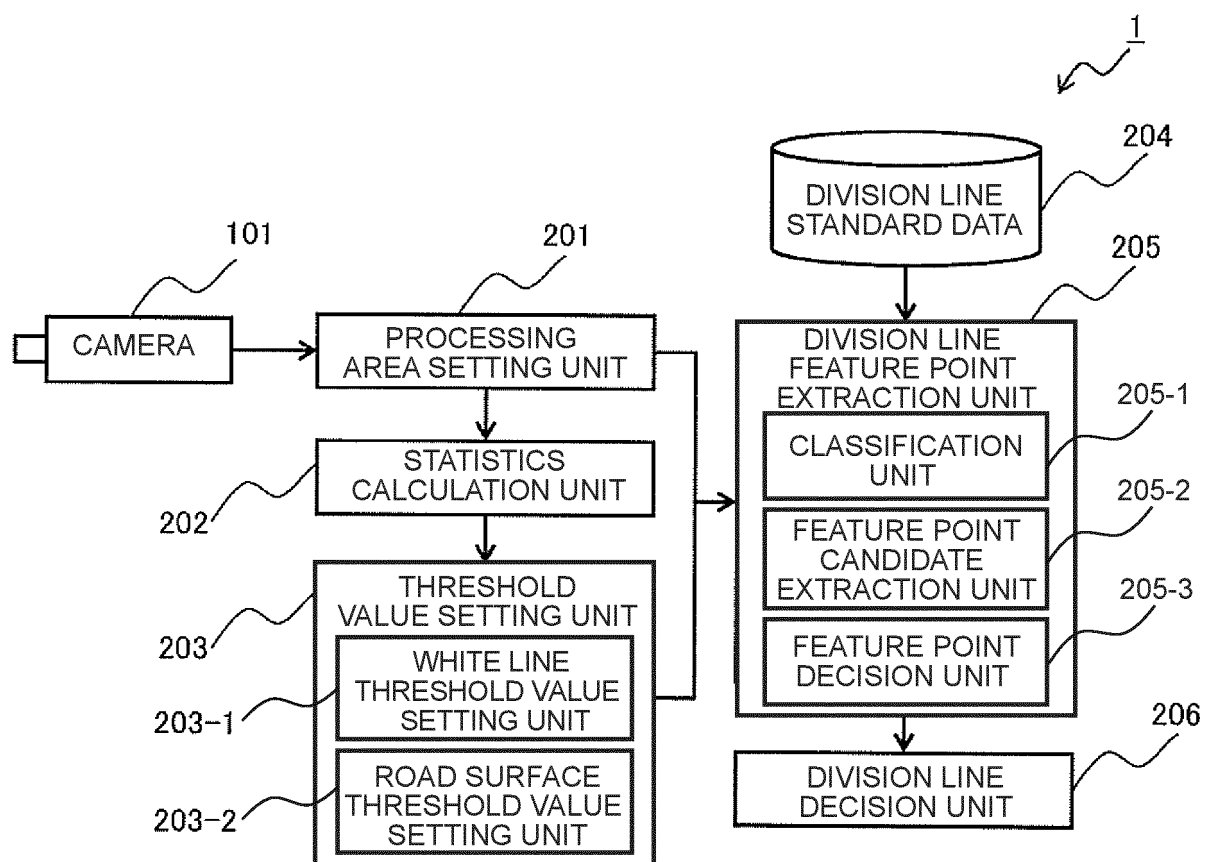 1
204
DIVISION LINE
STANDARD DATA
101
201
205
CAMERA
PROCESSING
AREA SETTING UNIT
DIVISION LINE
FEATURE POINT
EXTRACTION UNIT
205-1
CLASSIFICATION
UNIT
STATISTICS
CALCULATION UNIT
202
205-2
FEATURE POINT
CANDIDATE
EXTRACTION UNIT
THRESHOLD
VALUE SETTING UNIT
203
205-3
FEATURE POINT
DECISION UNIT
WHITE LINE
THRESHOLD VALUE
SETTING UNIT
203-1
206
ROAD SURFACE
THRESHOLD VALUE
SETTING UNIT
203-2
DIVISION LINE
DECISION UNIT